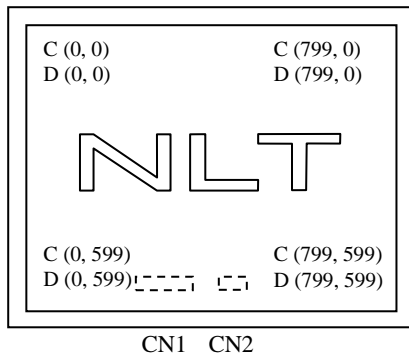 C (0, 0) C (799, 0)
D (0, 0) D (799, 0)
NLT
C (0, 599) C (799, 599)
D (0, 599) D (799, 599)
CN1 CN2